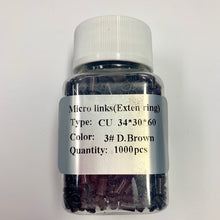 Micro links(Exten ring)
Type: CU 34*30*60
Color: 3# D.Brown
Quantity: 1000pcs